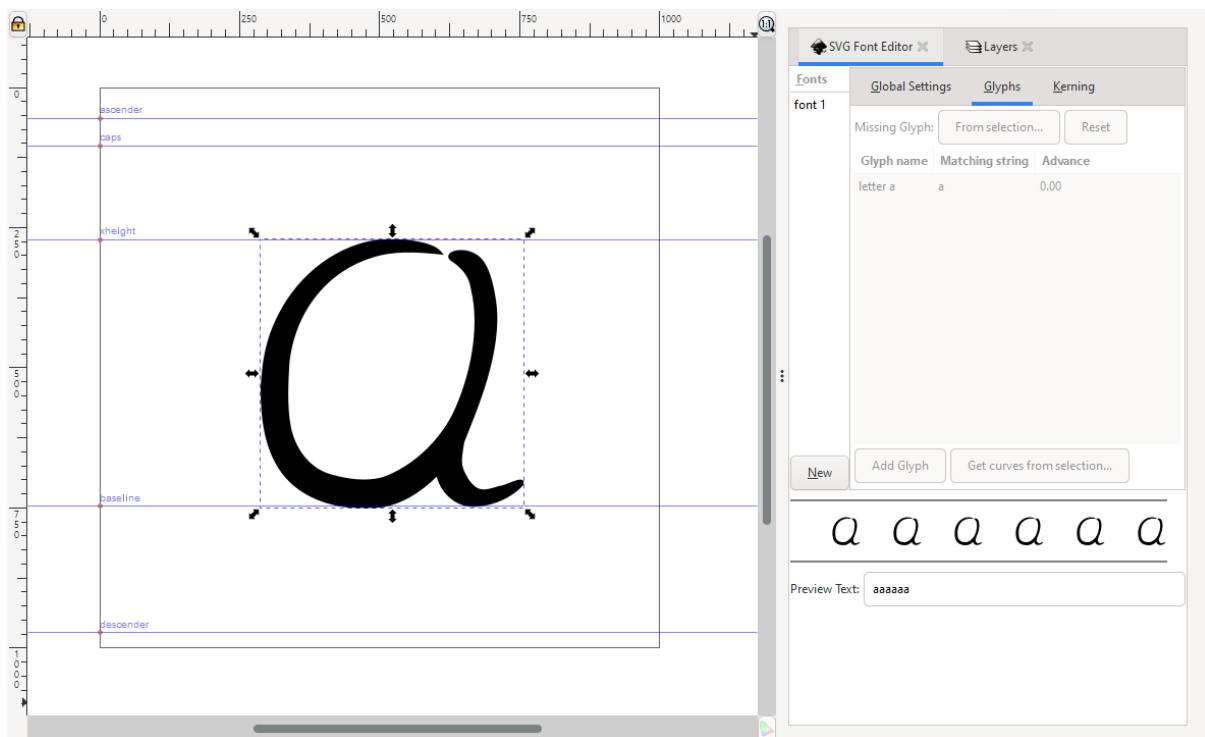 0 250 500 750 1000
1:1
0
250
500
750
1000
ascender
caps
xheight
baseline
descender
a
SVG Font Editor Layers
Fonts
font 1
New
Global Settings Glyphs Kerning
Missing Glyph: From selection... Reset
Glyph name Matching string Advance
letter a a 0.00
Add Glyph Get curves from selection...
a a a a a a
Preview Text: aaaaaa